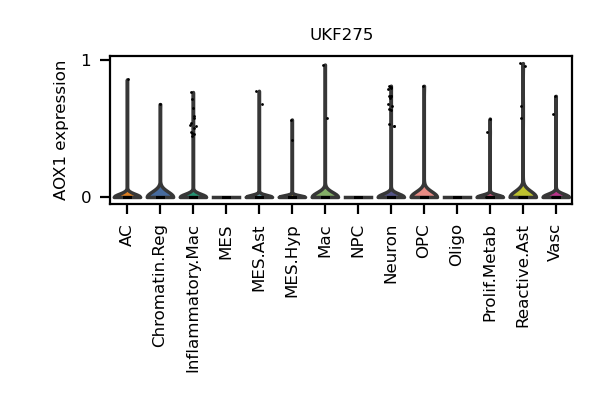 UKF275
AOX1 expression
1
0
AC
Chromatin.Reg
Inflammatory.Mac
MES
MES.Ast
MES.Hyp
Mac
NPC
Neuron
OPC
Oligo
Prolif.Metab
Reactive.Ast
Vasc